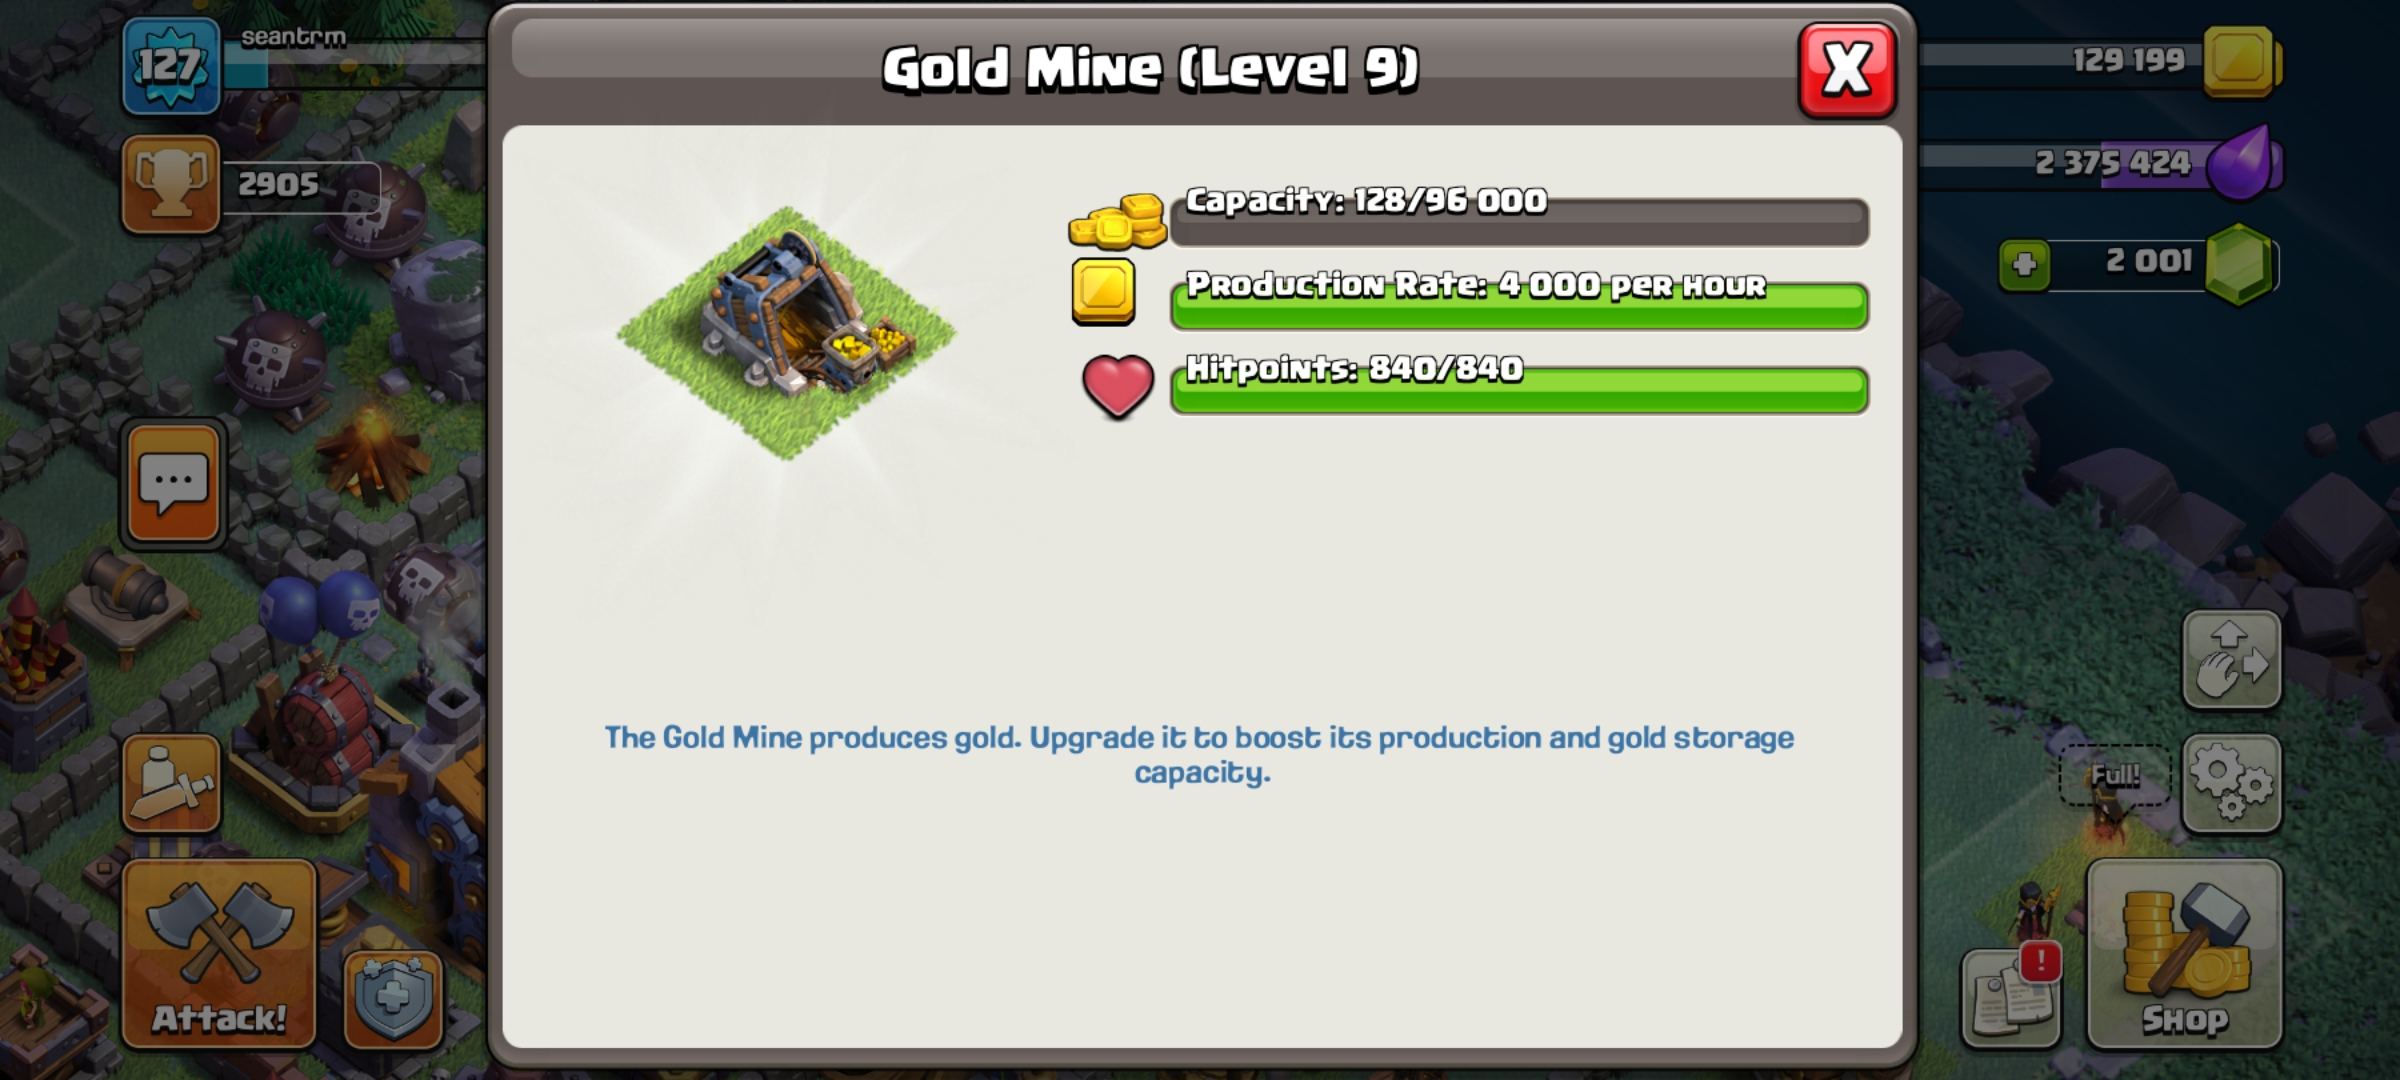 127
seantrm
Gold Mine (Level 9)
X
129 199
2905
2 375 424
Capacity: 128/96 000
2 001
Production Rate: 4 000 per hour
Hitpoints: 840/840
The Gold Mine produces gold. Upgrade it to boost its production and gold storage
capacity.
Full!
!
Attack!
Shop